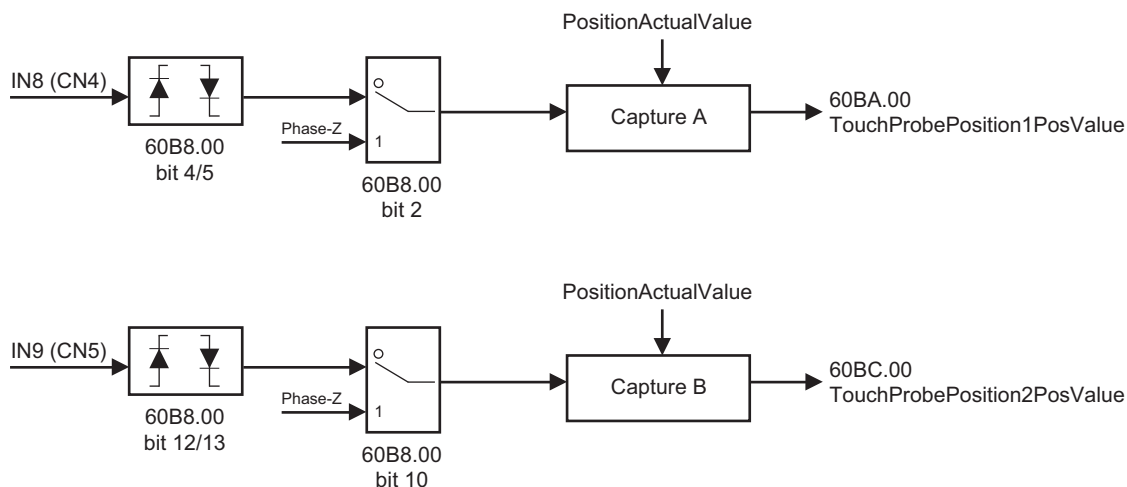 PositionActualValue
IN8 (CN4)
60B8.00
bit 4/5
Phase-Z
1
60B8.00
bit 2
Capture A
60BA.00
TouchProbePosition1PosValue
PositionActualValue
IN9 (CN5)
60B8.00
bit 12/13
Phase-Z
1
60B8.00
bit 10
Capture B
60BC.00
TouchProbePosition2PosValue